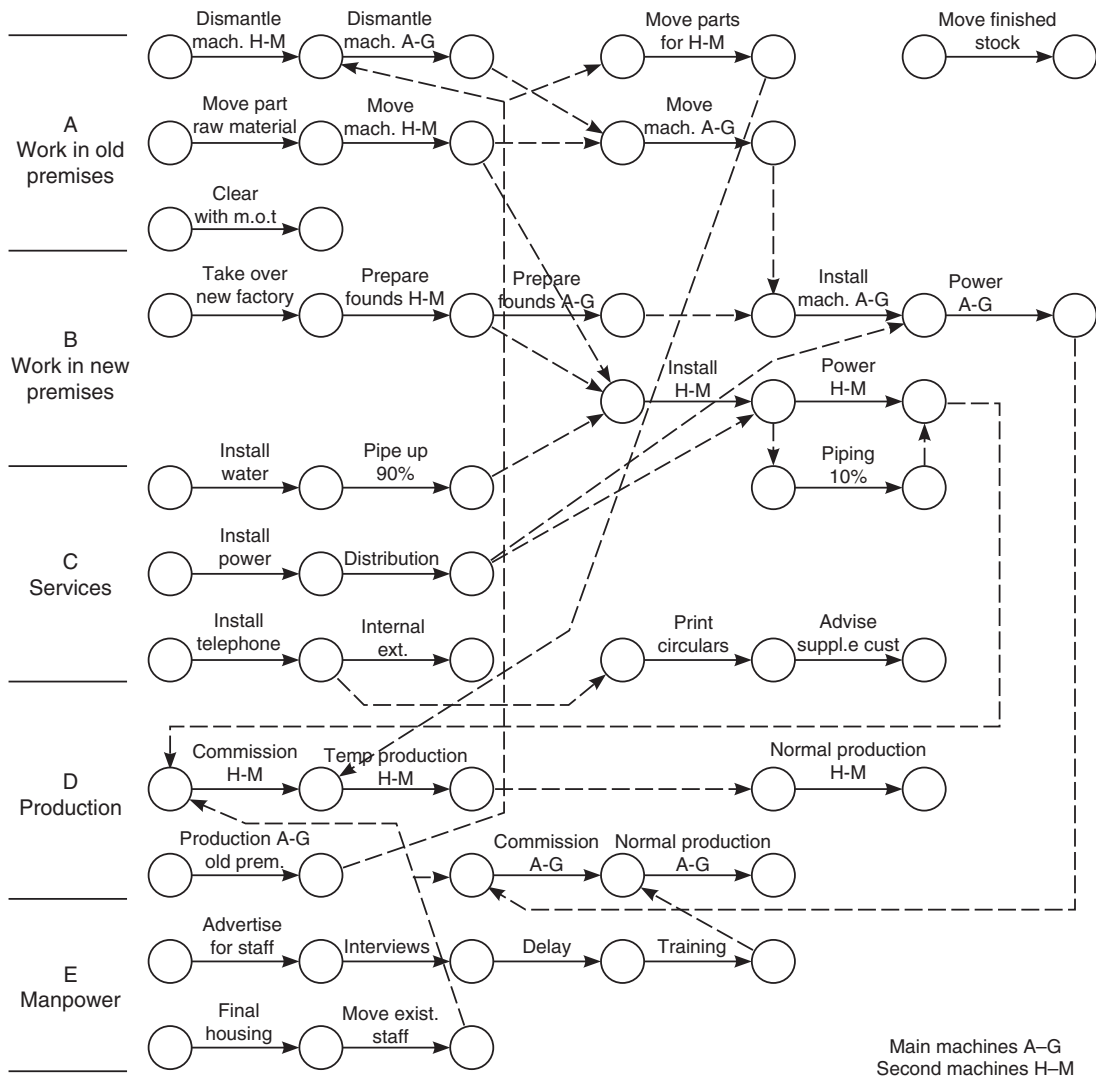 Dismantle
mach. H-M
Dismantle
mach. A-G
Move parts
for H-M
Move finished
stock
A
Work in old
premises
Move part
raw material
Move
mach. H-M
Move
mach. A-G
Clear
with m.o.t
B
Work in new
premises
Take over
new factory
Prepare
founds H-M
Prepare
founds A-G
Install
mach. A-G
Power
A-G
Install
H-M
Power
H-M
C
Services
Install
water
Pipe up
90%
Piping
10%
Install
power
Distribution
Install
telephone
Internal
ext.
Print
circulars
Advise
suppl.e cust
D
Production
Commission
H-M
Temp production
H-M
Normal production
H-M
Production A-G
old prem.
Commission
A-G
Normal production
A-G
E
Manpower
Advertise
for staff
Interviews
Delay
Training
Final
housing
Move exist.
staff
Main machines A–G
Second machines H–M